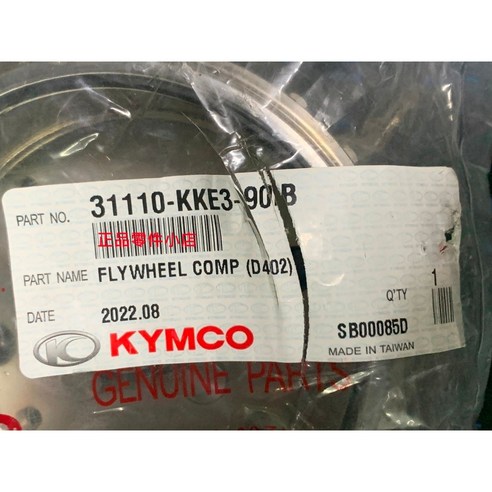 PART NO. 31110-KKE3-90
正品零件小店
PART NAME FLYWHEEL COMP (D402)
Q'TY 1
DATE 2022.08
SB00085D
KYMCO
MADE IN TAIWAN
GENUINE PARTS